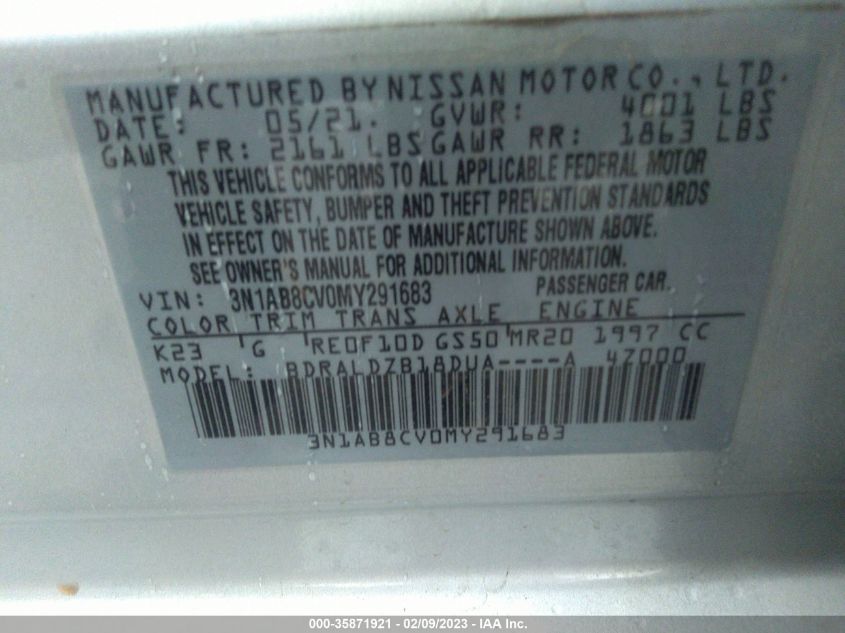 MANUFACTURED BY NISSAN MOTOR CO., LTD.
DATE: 05/21. GVWR: 4001 LBS
GAWR FR: 2161 LBS GAWR RR: 1863 LBS
THIS VEHICLE CONFORMS TO ALL APPLICABLE FEDERAL MOTOR
VEHICLE SAFETY, BUMPER AND THEFT PREVENTION STANDARDS
IN EFFECT ON THE DATE OF MANUFACTURE SHOWN ABOVE.
SEE OWNER'S MANUAL FOR ADDITIONAL INFORMATION.
VIN: 3N1AB8CV0MY291683 PASSENGER CAR.
COLOR TRIM TRANS AXLE ENGINE
K23 G RE0F10D GS50 MR20 1997 CC
MODEL: BDRALDZB18DUA----A 4Z000
3N1AB8CV0MY291683
000-35871921 - 02/09/2023 - IAA Inc.